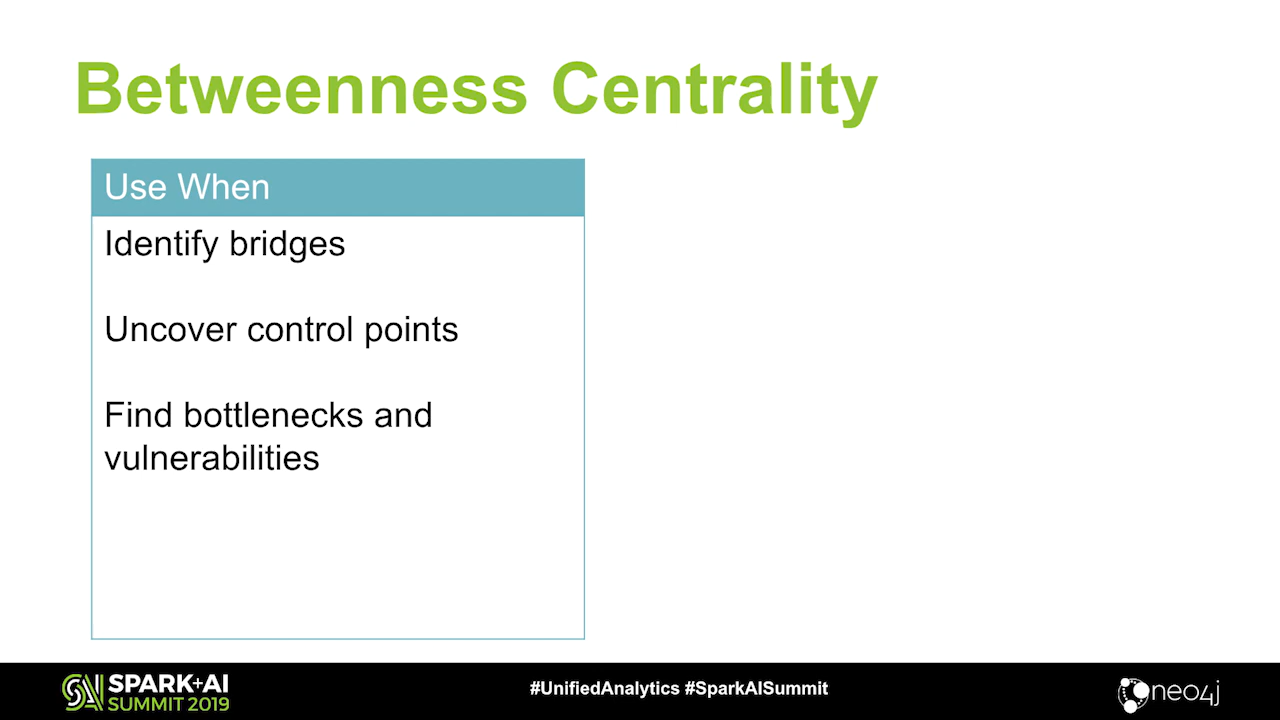 Betweenness Centrality
Use When
Identify bridges
Uncover control points
Find bottlenecks and
vulnerabilities
SPARK+AI
SUMMIT 2019
#UnifiedAnalytics #SparkAISummit
neo4j